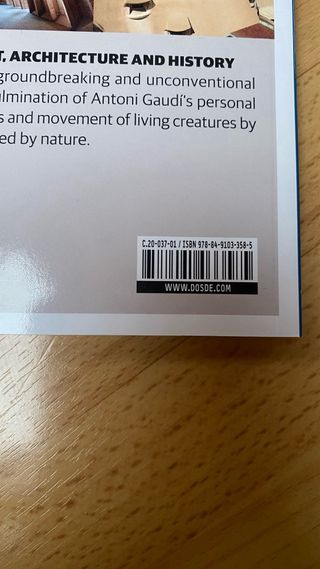 , ARCHITECTURE AND HISTORY
groundbreaking and unconventional
lmination of Antoni Gaudí's personal
s and movement of living creatures by
ed by nature.
C.20-037-01 / ISBN 978-84-9103-358-5
WWW.DOSDE.COM